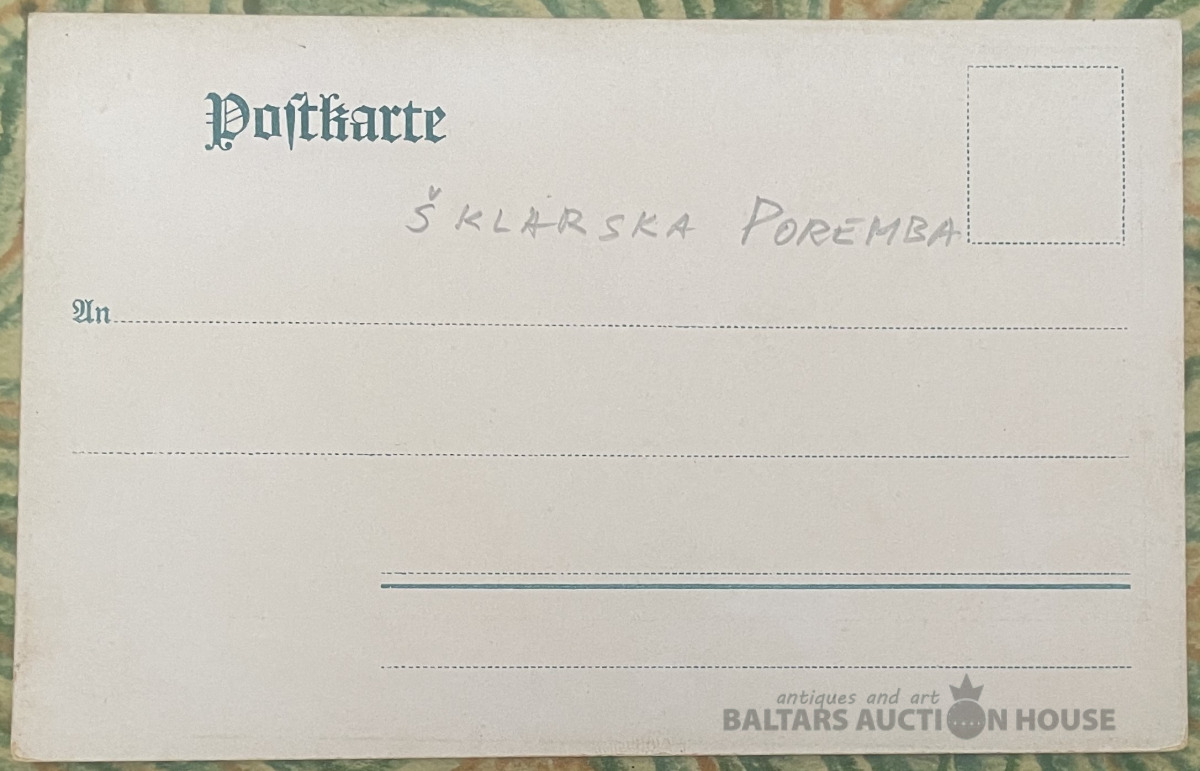 Poſtkarte
ŠKLARSKA POREMBA
An
antiques and art
BALTARS AUCTION HOUSE